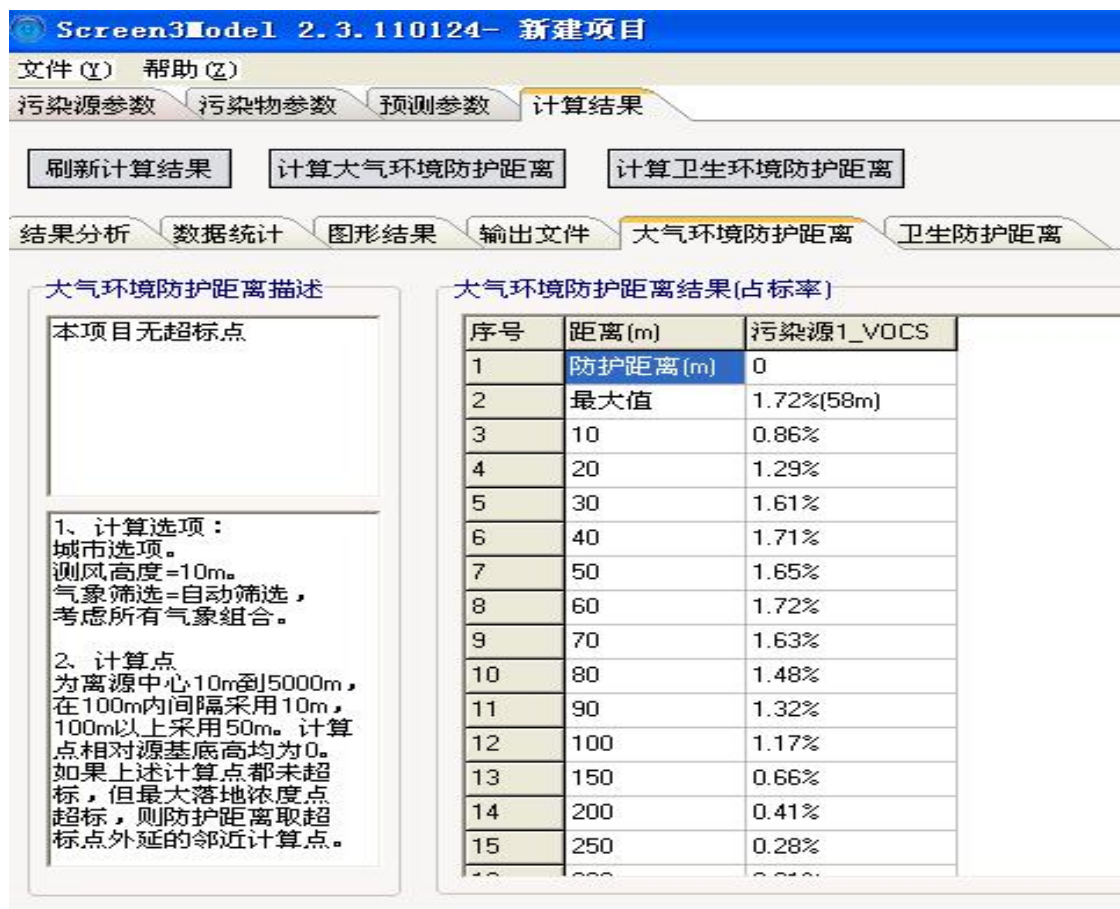 Screen3Model 2.3.110124- 新建项目
文件(Y) 帮助(Z)
污染源参数 污染物参数 预测参数 计算结果
刷新计算结果 计算大气环境防护距离 计算卫生环境防护距离
结果分析 数据统计 图形结果 输出文件 大气环境防护距离 卫生防护距离
大气环境防护距离描述
本项目无超标点
1、计算选项：
城市选项。
测风高度=10m。
气象筛选=自动筛选，
考虑所有气象组合。
2、计算点
为离源中心10m到5000m，
在100m内间隔采用10m，
100m以上采用50m。计算
点相对源基底高均为0。
如果上述计算点都未超
标，但最大落地浓度点
超标，则防护距离取超
标点外延的邻近计算点。
大气环境防护距离结果(占标率)
序号 距离(m) 污染源1_VOCS
1 防护距离(m) 0
2 最大值 1.72%(58m)
3 10 0.86%
4 20 1.29%
5 30 1.61%
6 40 1.71%
7 50 1.65%
8 60 1.72%
9 70 1.63%
10 80 1.48%
11 90 1.32%
12 100 1.17%
13 150 0.66%
14 200 0.41%
15 250 0.28%